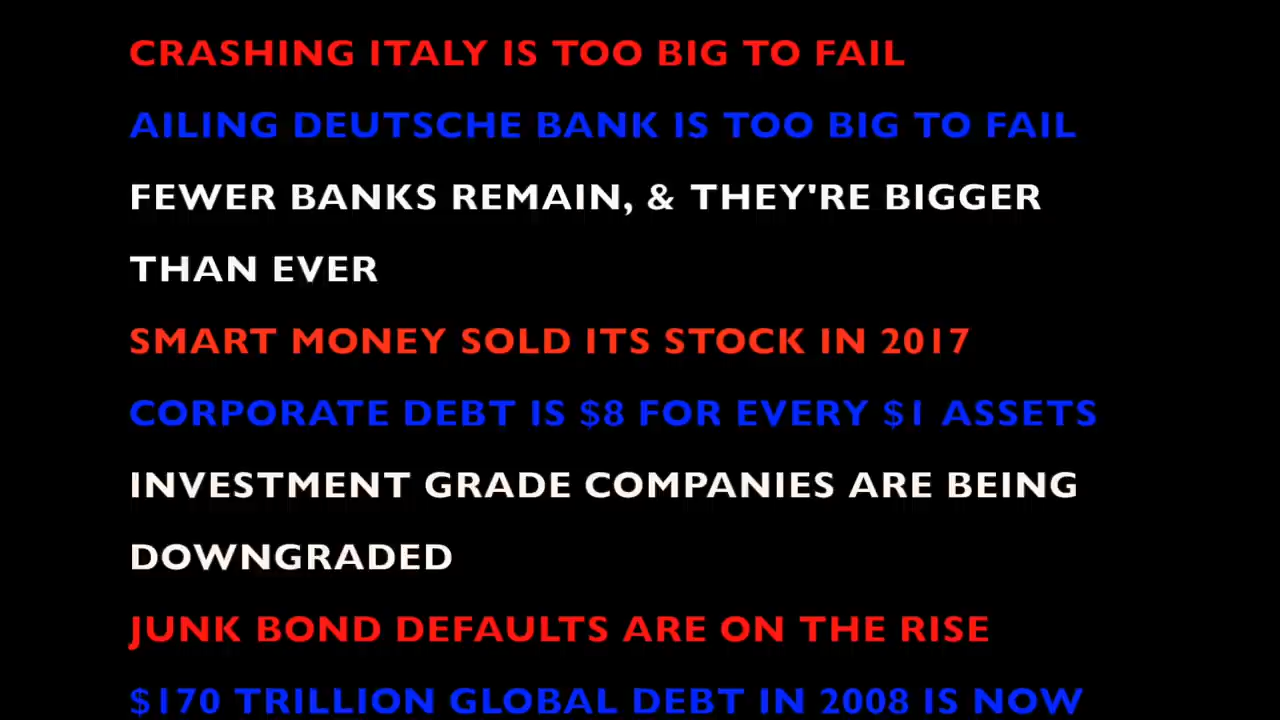 CRASHING ITALY IS TOO BIG TO FAIL
AILING DEUTSCHE BANK IS TOO BIG TO FAIL
FEWER BANKS REMAIN, & THEY'RE BIGGER
THAN EVER
SMART MONEY SOLD ITS STOCK IN 2017
CORPORATE DEBT IS $8 FOR EVERY $1 ASSETS
INVESTMENT GRADE COMPANIES ARE BEING
DOWNGRADED
JUNK BOND DEFAULTS ARE ON THE RISE
$170 TRILLION GLOBAL DEBT IN 2008 IS NOW